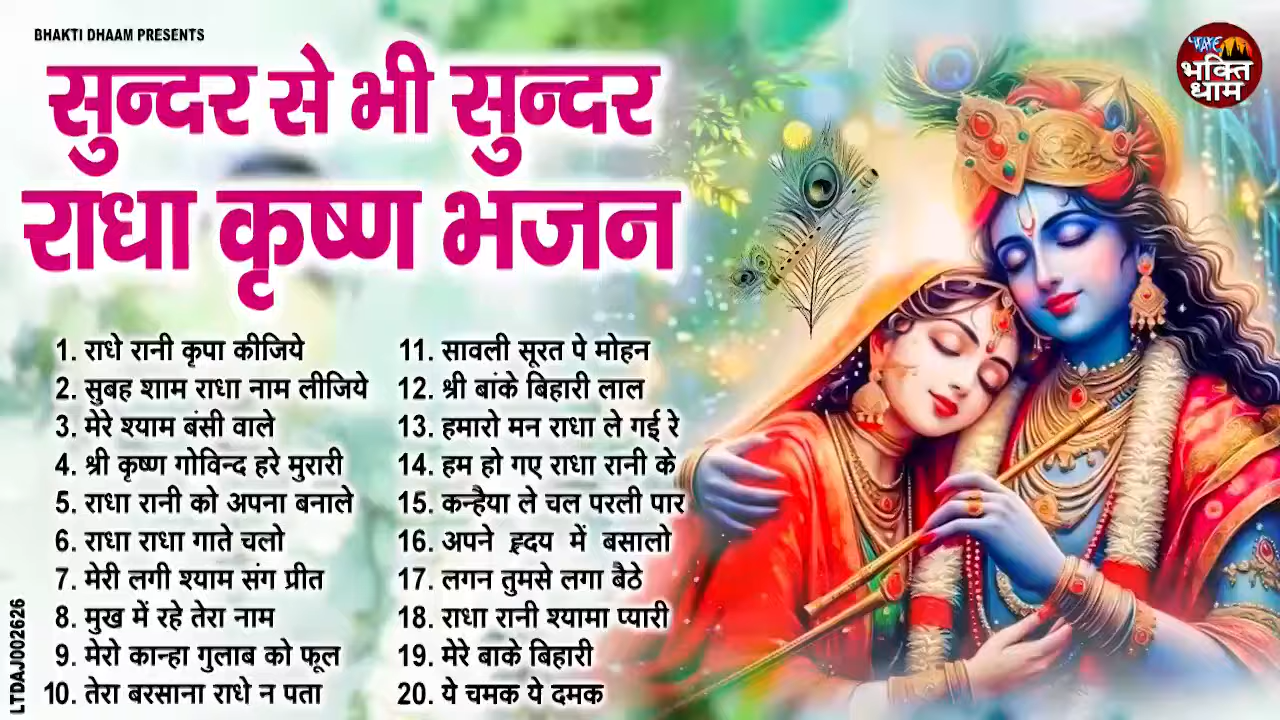 BHAKTI DHAAM PRESENTS
सुन्दर से भी सुन्दर
राधा कृष्ण भजन
1. राधे रानी कृपा कीजिये
2. सुबह शाम राधा नाम लीजिये
3. मेरे श्याम बंसी वाले
4. श्री कृष्ण गोविन्द हरे मुरारी
5. राधा रानी को अपना बनाले
6. राधा राधा गाते चलो
7. मेरी लगी श्याम संग प्रीत
8. मुख में रहे तेरा नाम
9. मेरो कान्हा गुलाब को फूल
10. तेरा बरसाना राधे न पता
11. सावली सूरत पे मोहन
12. श्री बांके बिहारी लाल
13. हमारो मन राधा ले गई रे
14. हम हो गए राधा रानी के
15. कन्हैया ले चल परली पार
16. अपने ह्रदय में बसालो
17. लगन तुमसे लगा बैठे
18. राधा रानी श्यामा प्यारी
19. मेरे बाके बिहारी
20. ये चमक ये दमक
LTDAJ002626
WAVE
भक्ति
धाम